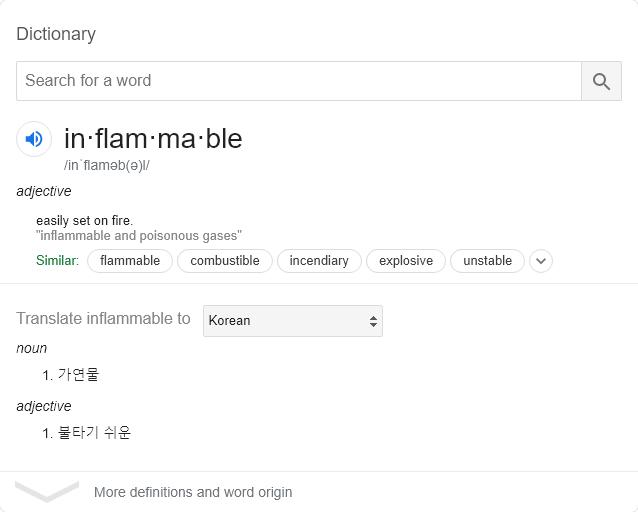 Dictionary
Search for a word
in·flam·ma·ble
/inˈflaməb(ə)l/
adjective
easily set on fire.
"inflammable and poisonous gases"
Similar: flammable combustible incendiary explosive unstable
Translate inflammable to Korean
noun
1. 가연물
adjective
1. 불타기 쉬운
More definitions and word origin